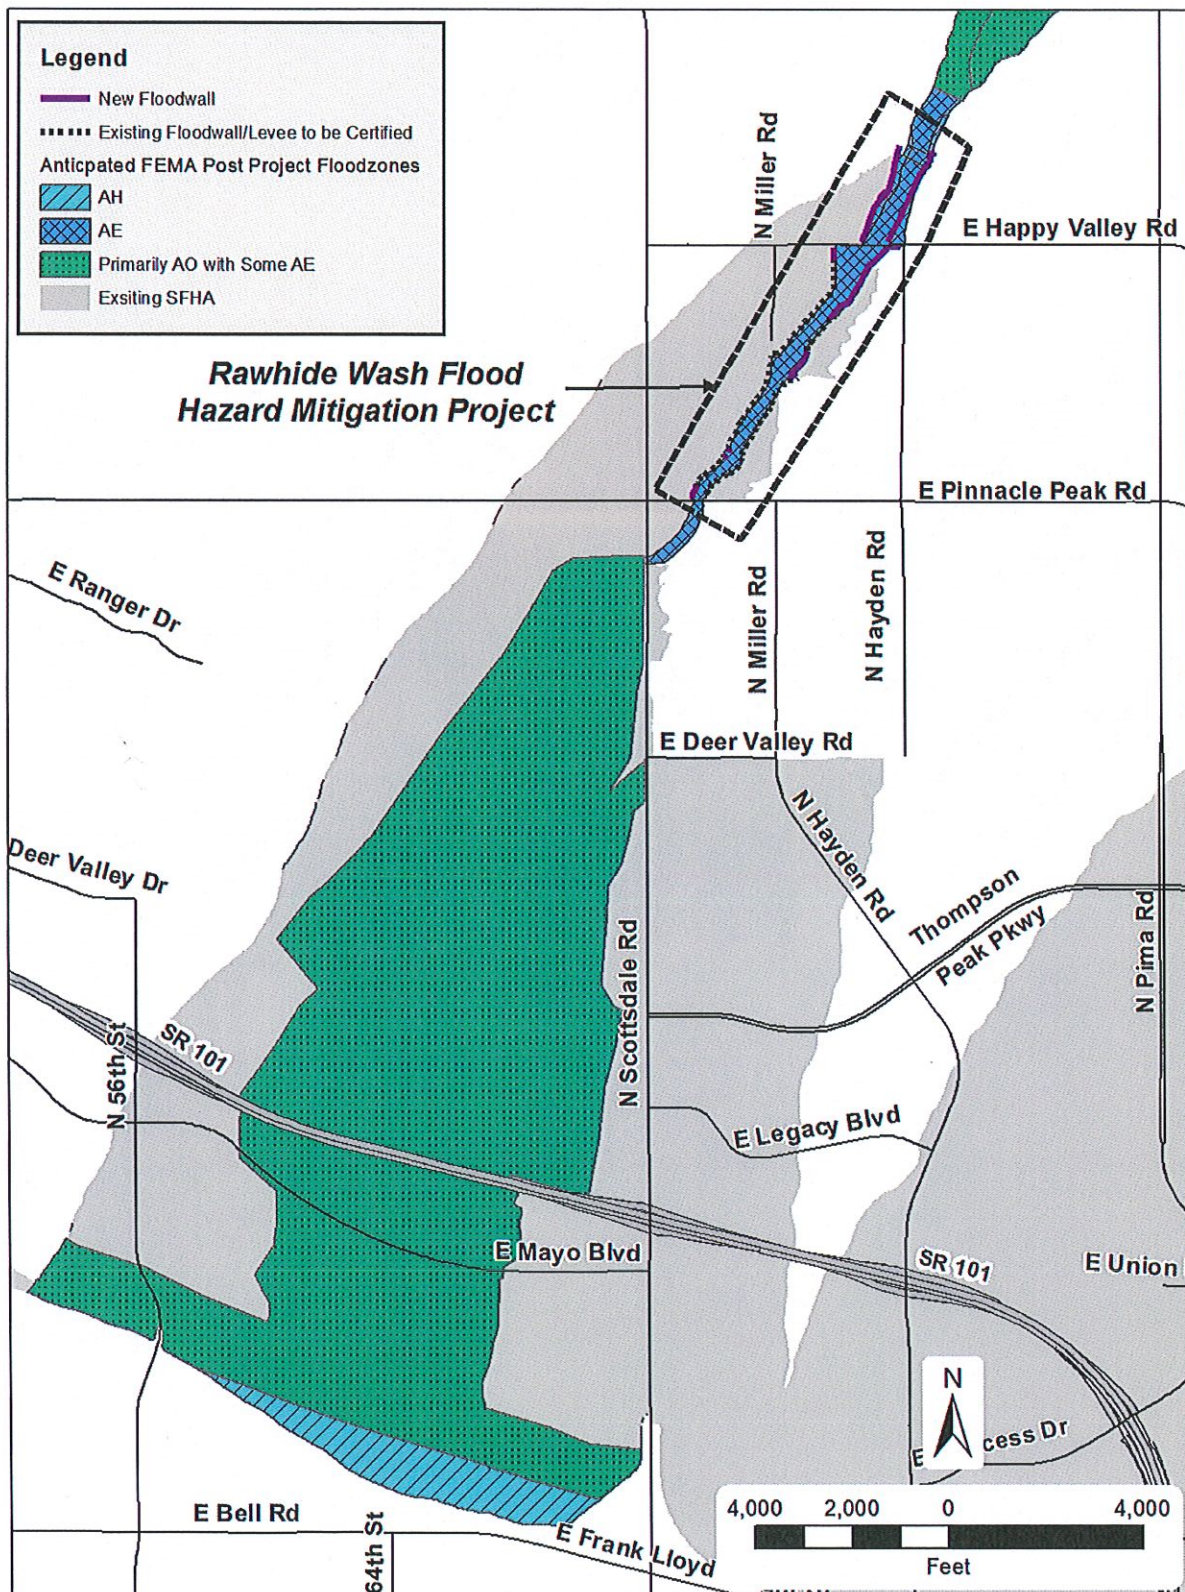 Legend
New Floodwall
Existing Floodwall/Levee to be Certified
Anticpated FEMA Post Project Floodzones
AH
AE
Primarily AO with Some AE
Exsiting SFHA
N Miller Rd
E Happy Valley Rd
Rawhide Wash Flood
Hazard Mitigation Project
E Pinnacle Peak Rd
E Ranger Dr
N Miller Rd
N Hayden Rd
E Deer Valley Rd
N Hayden Rd
Deer Valley Dr
Thompson
Peak Pkwy
N Pima Rd
N Scottsdale Rd
SR 101
N 56th St
E Legacy Blvd
E Mayo Blvd
SR 101
E Union
N
cess Dr
E Bell Rd
64th St
E Frank Lloyd
4,000 2,000 0 4,000
Feet